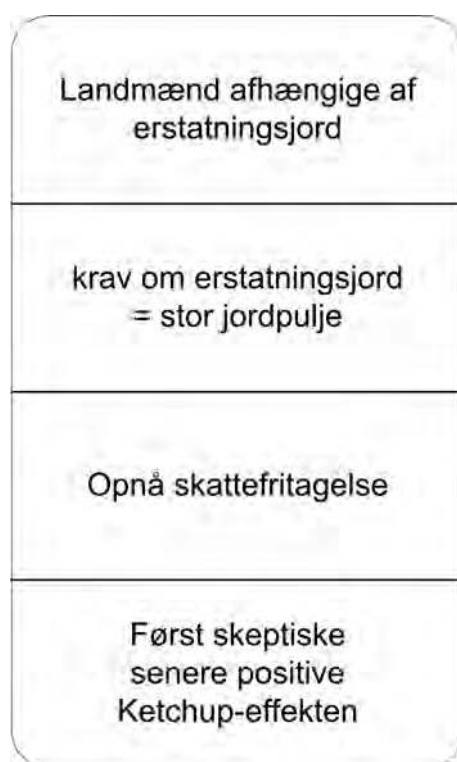 Landmænd afhængige af
erstatningsjord
krav om erstatningsjord
= stor jordpulje
Opnå skattefritagelse
Først skeptiske
senere positive
Ketchup-effekten